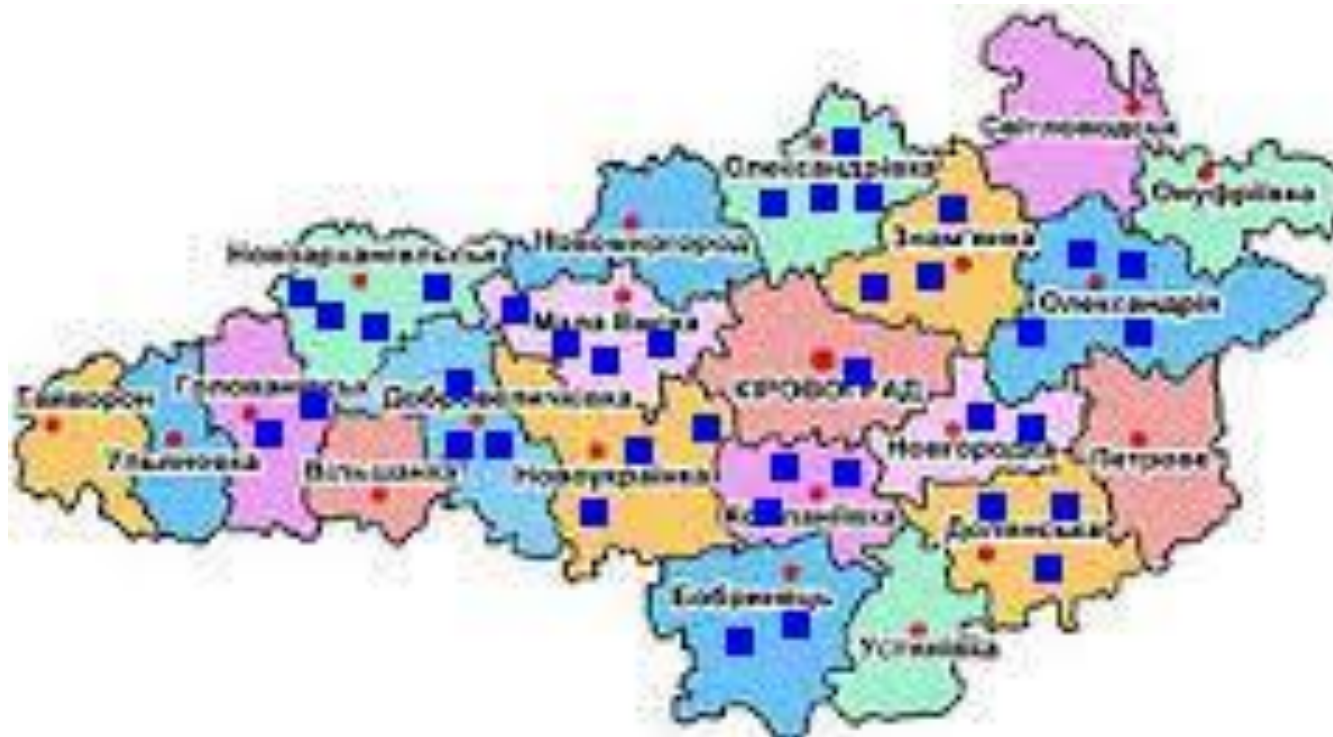 Світловодськ
Олександрівка
Онуфріївка
Новомиргород
Знам'янка
Новоархангельськ
Олександрія
Мала Виска
Голованівськ
Гайворон
Добровеличківка
КІРОВОГРАД
Ульяновка
Вільшанка
Новоукраїнка
Новгородка
Петрове
Компаніївка
Долинська
Бобринець
Устинівка